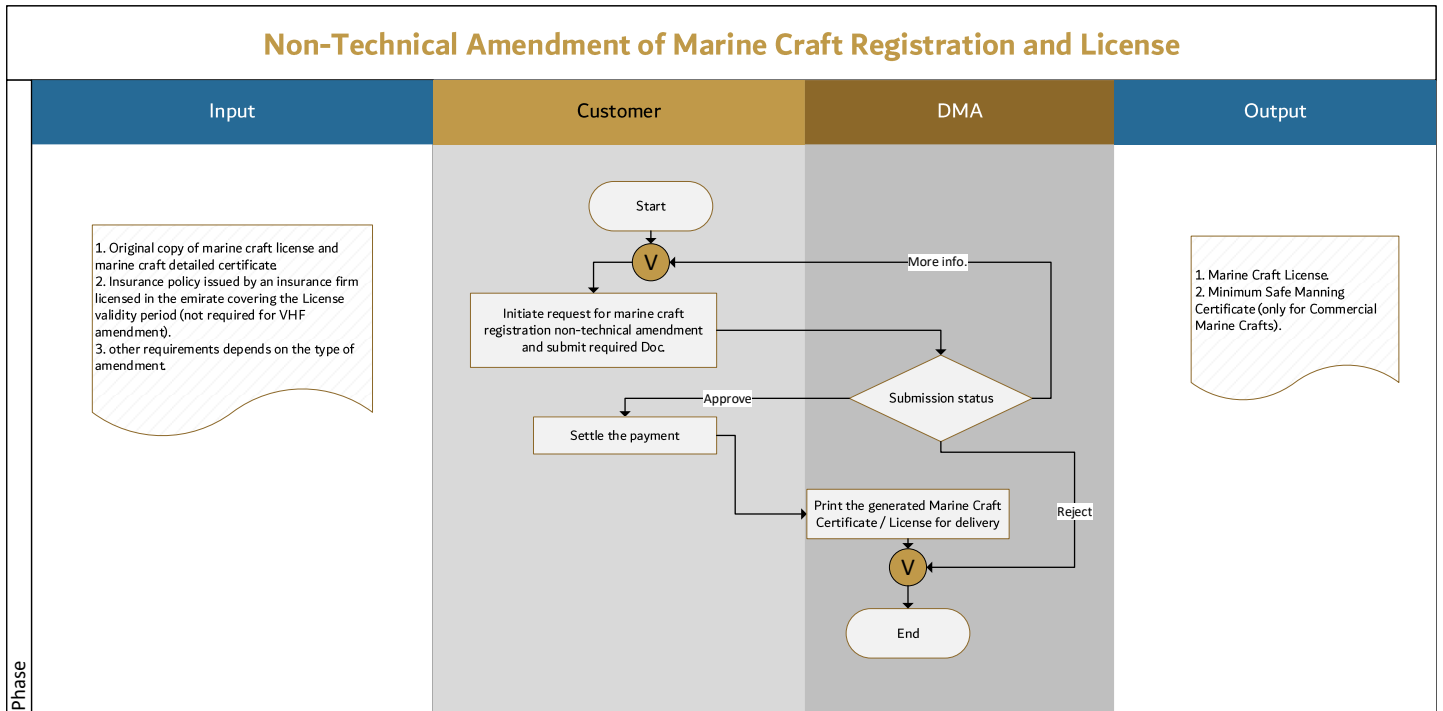 Non-Technical Amendment of Marine Craft Registration and License
Input
Customer
DMA
Output
1. Original copy of marine craft license and
marine craft detailed certificate.
2. Insurance policy issued by an insurance firm
licensed in the emirate covering the License
validity period (not required for VHF
amendment).
3. other requirements depends on the type of
amendment.
Start
V
More info.
Initiate request for marine craft
registration non-technical amendment
and submit required Doc.
Submission status
Approve
Settle the payment
Print the generated Marine Craft
Certificate / License for delivery
Reject
V
End
1. Marine Craft License.
2. Minimum Safe Manning
Certificate (only for Commercial
Marine Crafts).
Phase